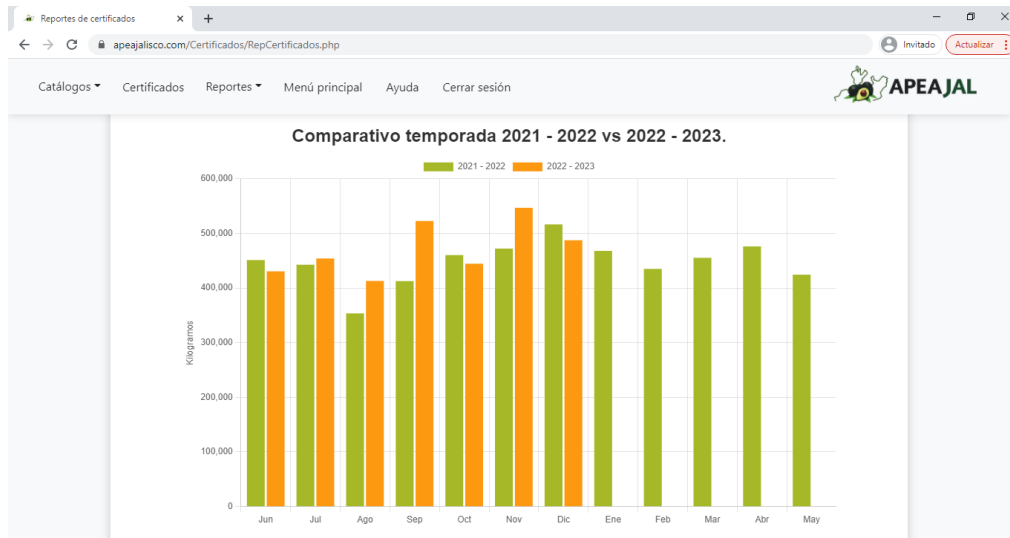 Reportes de certificados
apeajalisco.com/Certificados/RepCertificados.php
Invitado
Actualizar
Catálogos
Certificados
Reportes
Menú principal
Ayuda
Cerrar sesión
APEAJAL
Comparativo temporada 2021 - 2022 vs 2022 - 2023.
2021 - 2022 2022 - 2023
Kilogramos
600,000
500,000
400,000
300,000
200,000
100,000
0
Jun Jul Ago Sep Oct Nov Dic Ene Feb Mar Abr May